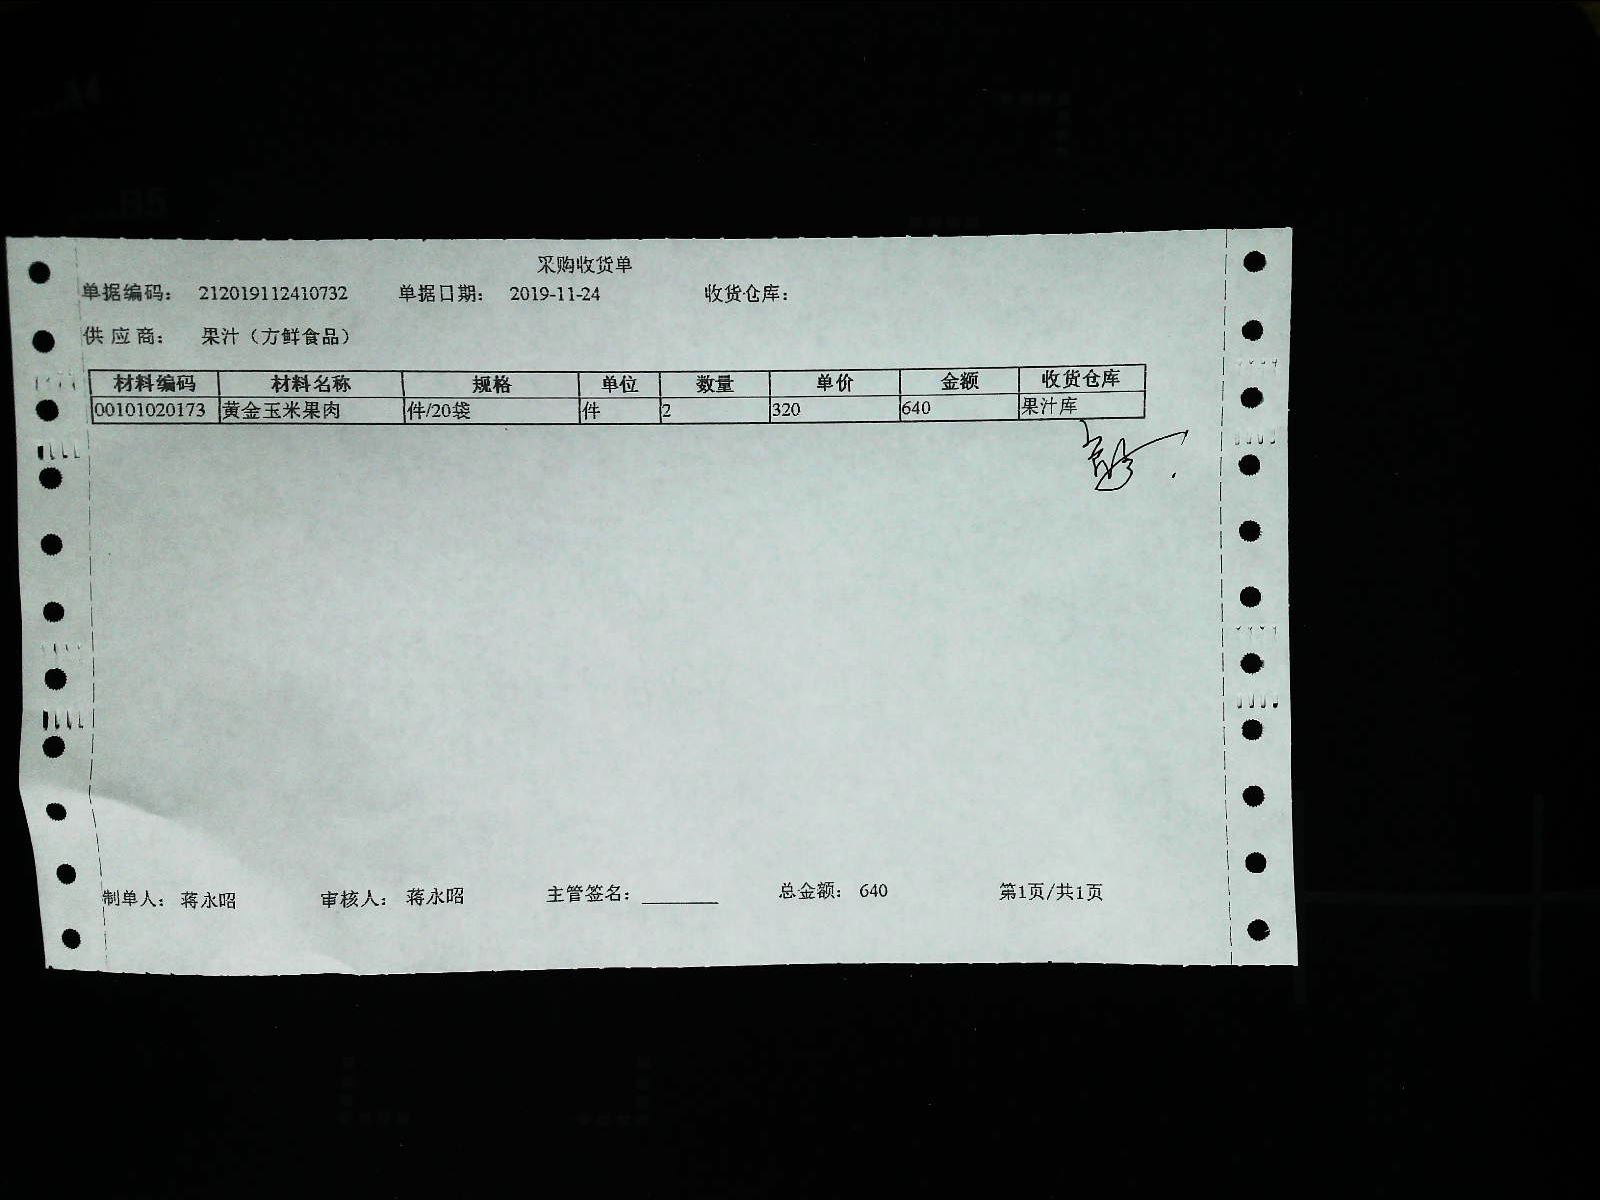 采购收货单
单据编码： 212019112410732 单据日期： 2019-11-24 收货仓库：
供 应 商： 果汁（方鲜食品）
材料编码 材料名称 规格 单位 数量 单价 金额 收货仓库
00101020173 黄金玉米果肉 件/20袋 件 2 320 640 果汁库
制单人： 蒋永昭 审核人： 蒋永昭 主管签名：________ 总金额： 640 第1页/共1页